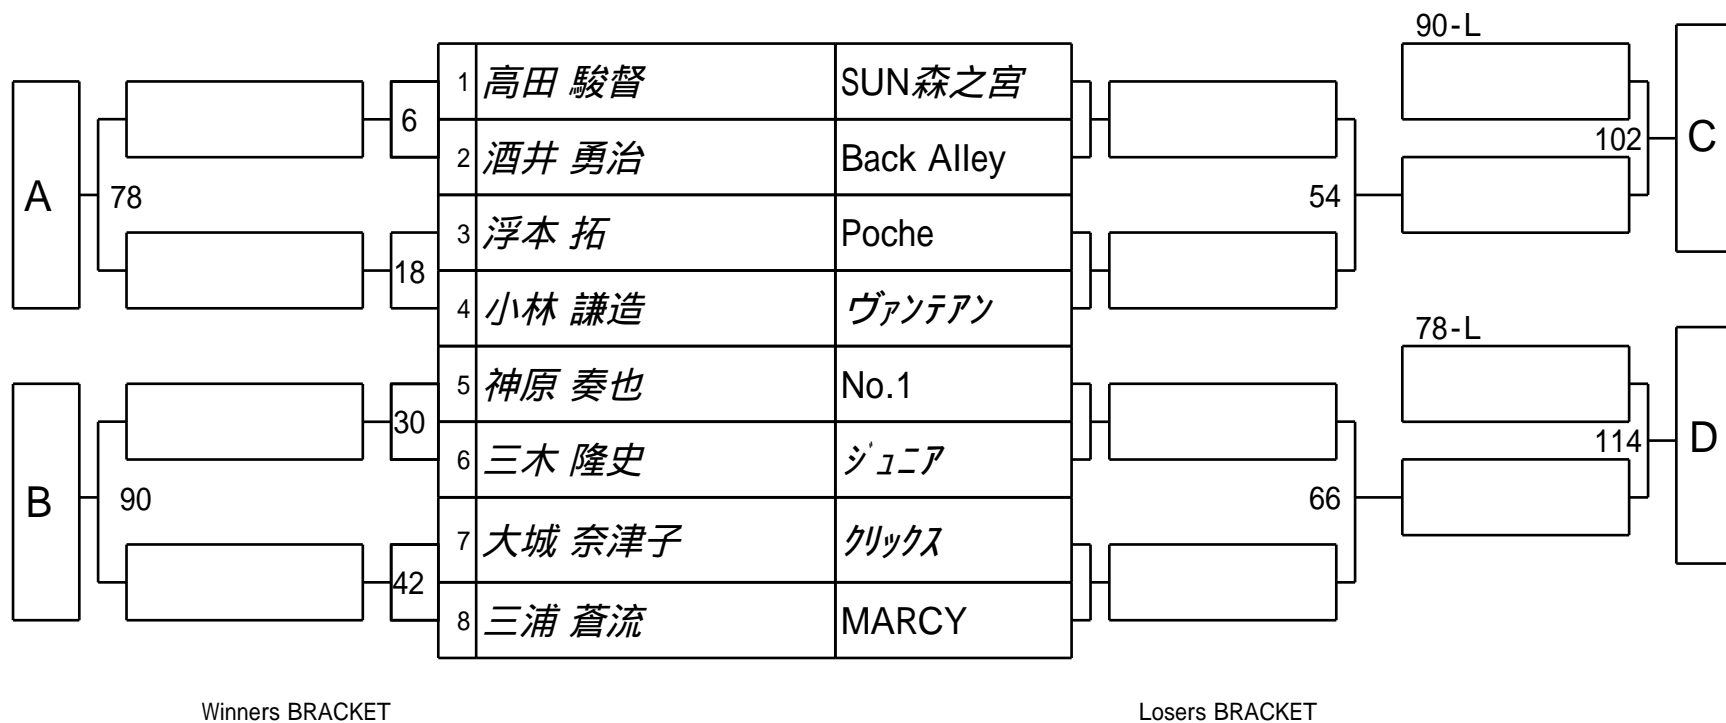 90-L
1 高田 駿督 SUN森之宮
6
2 酒井 勇治 Back Alley
102 C
A 78 54
3 浮本 拓 Poche
18
4 小林 謙造 ヴァンテアン
78-L
5 神原 奏也 No.1
30
6 三木 隆史 ジュニア
114 D
B 90 66
7 大城 奈津子 クリックス
42
8 三浦 蒼流 MARCY
Winners BRACKET Losers BRACKET